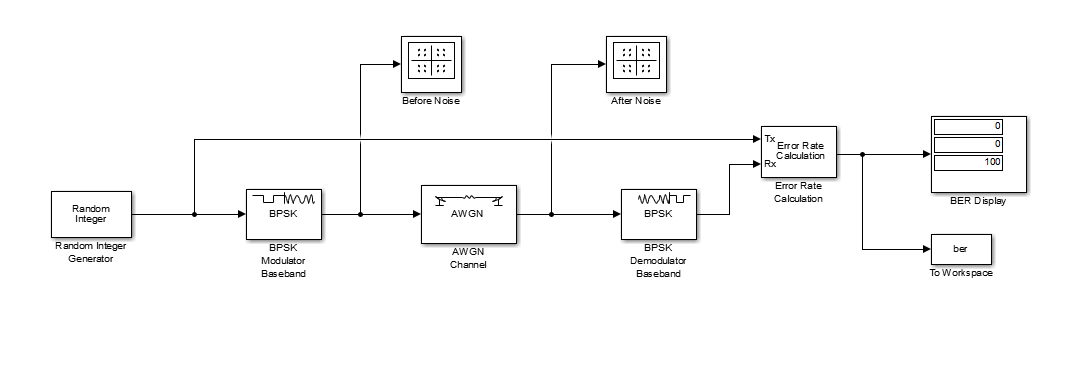 Before Noise
After Noise
Tx
Rx
Error Rate
Calculation
Error Rate
Calculation
0
0
100
BER Display
Random
Integer
Random Integer
Generator
BPSK
BPSK
Modulator
Baseband
AWGN
AWGN
Channel
BPSK
BPSK
Demodulator
Baseband
ber
To Workspace